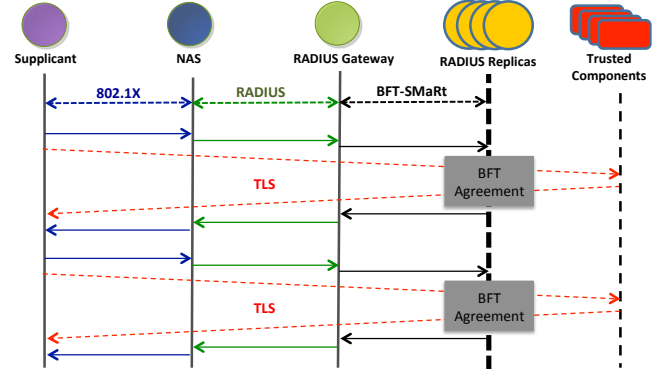 Supplicant
NAS
RADIUS Gateway
RADIUS Replicas
Trusted
Components
802.1X
RADIUS
BFT-SMaRt
BFT
Agreement
TLS
BFT
Agreement
TLS